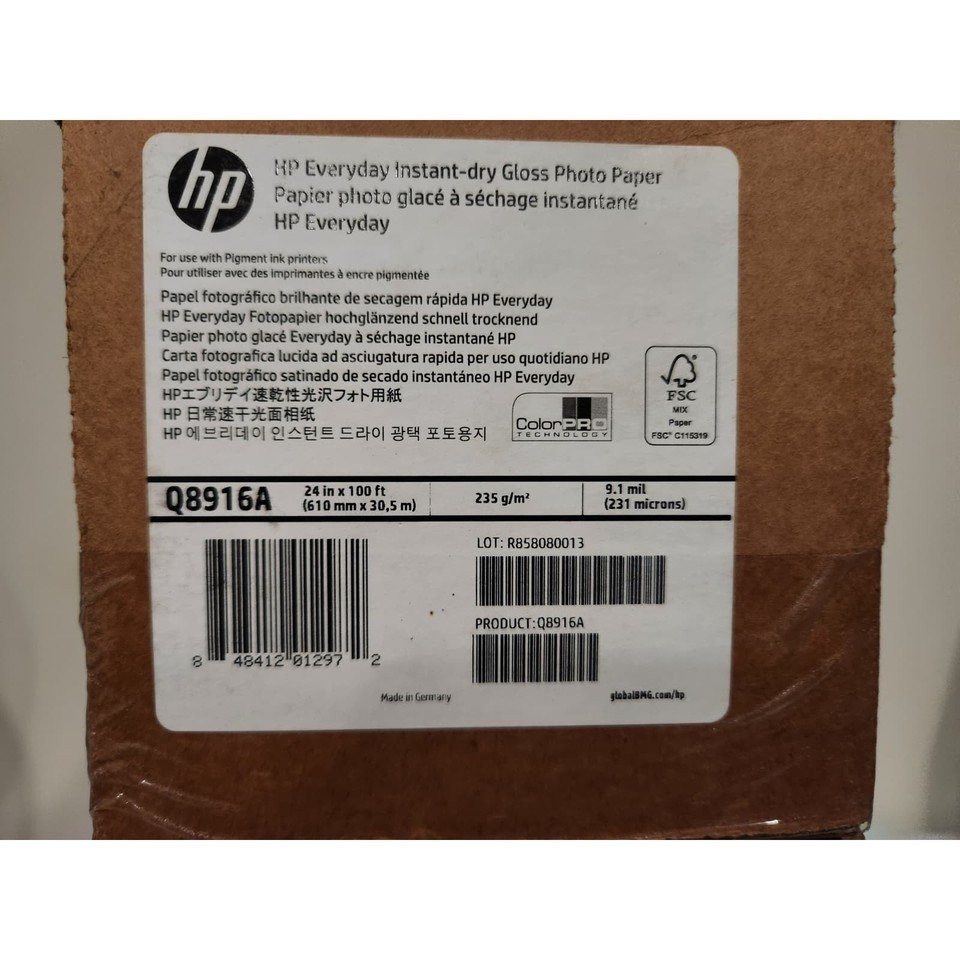 hp
HP Everyday Instant-dry Gloss Photo Paper
Papier photo glacé à séchage instantané
HP Everyday
For use with Pigment ink printers
Pour utiliser avec des imprimantes à encre pigmentée
Papel fotográfico brilhante de secagem rápida HP Everyday
HP Everyday Fotopapier hochglänzend schnell trocknend
Papier photo glacé Everyday à séchage instantané HP
Carta fotografica lucida ad asciugatura rapida per uso quotidiano HP
Papel fotográfico satinado de secado instantáneo HP Everyday
HPエブリデイ速乾性光沢フォト用紙
HP 日常速干光面相纸
HP 에브리데이 인스턴트 드라이 광택 포토용지
ColorPRO
TECHNOLOGY
FSC
MIX
Paper
FSC® C115319
Q8916A
24 in x 100 ft
(610 mm x 30,5 m)
235 g/m²
9.1 mil
(231 microns)
LOT: R858080013
PRODUCT:Q8916A
8 48412 01297 2
Made in Germany
globalBMG.com/hp